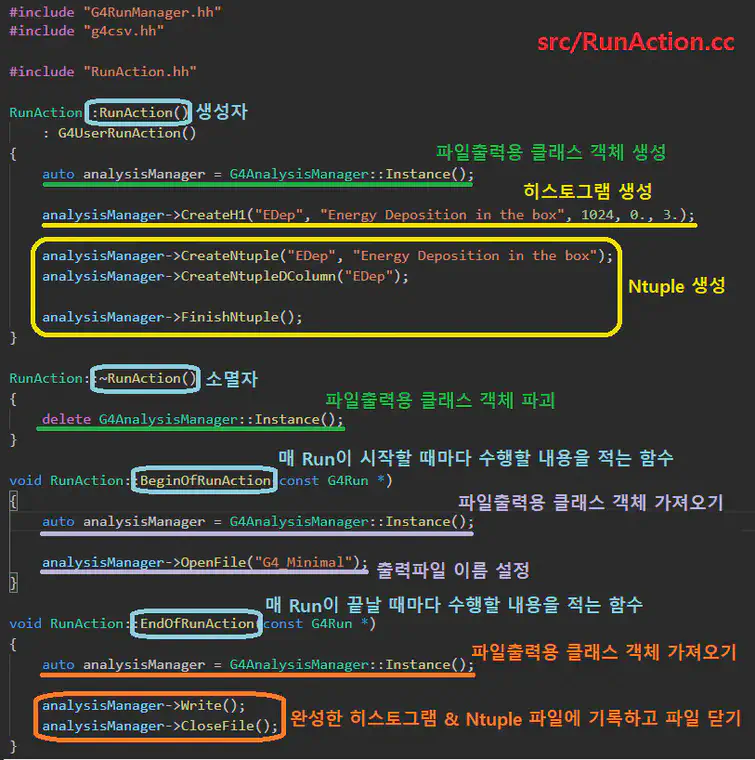 #include "G4RunManager.hh"
#include "g4csv.hh"
src/RunAction.cc
#include "RunAction.hh"
RunAction::RunAction() 생성자
: G4UserRunAction()
{
파일출력용 클래스 객체 생성
auto analysisManager = G4AnalysisManager::Instance();
히스토그램 생성
analysisManager->CreateH1("EDep", "Energy Deposition in the box", 1024, 0., 3.);
analysisManager->CreateNtuple("EDep", "Energy Deposition in the box");
analysisManager->CreateNtupleDColumn("EDep");
Ntuple 생성
analysisManager->FinishNtuple();
}
RunAction::~RunAction() 소멸자
{
파일출력용 클래스 객체 파괴
delete G4AnalysisManager::Instance();
}
매 Run이 시작할 때마다 수행할 내용을 적는 함수
void RunAction::BeginOfRunAction(const G4Run *)
{
파일출력용 클래스 객체 가져오기
auto analysisManager = G4AnalysisManager::Instance();
analysisManager->OpenFile("G4_Minimal");
출력파일 이름 설정
}
매 Run이 끝날 때마다 수행할 내용을 적는 함수
void RunAction::EndOfRunAction(const G4Run *)
{
파일출력용 클래스 객체 가져오기
auto analysisManager = G4AnalysisManager::Instance();
analysisManager->Write();
analysisManager->CloseFile();
완성한 히스토그램 & Ntuple 파일에 기록하고 파일 닫기
}